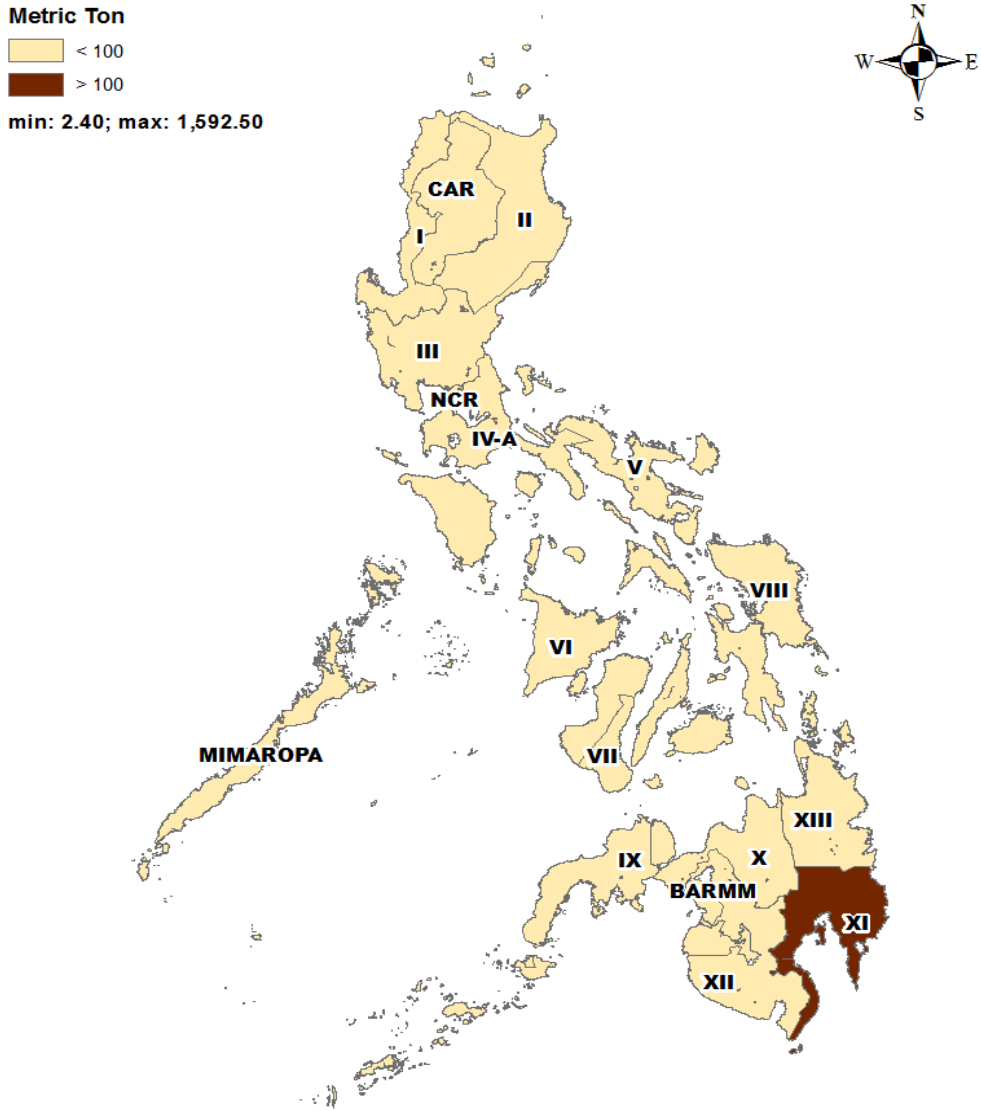 Metric Ton
< 100
> 100
min: 2.40; max: 1,592.50
N
W E
S
CAR
II
I
III
NCR
IV-A
V
VIII
VI
MIMAROPA
VII
XIII
IX
X
BARMM
XI
XII